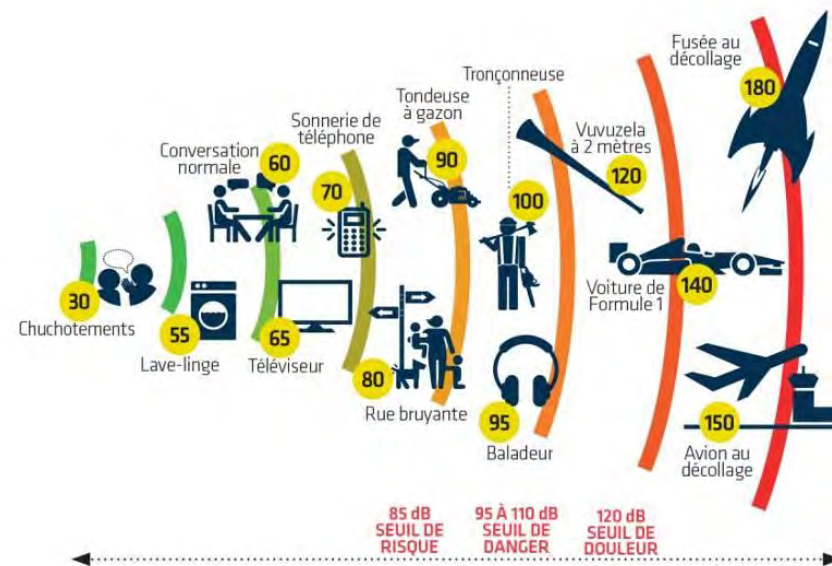 30
Chuchotements
55
Lave-linge
Conversation
normale
60
65
Téléviseur
Sonnerie de
téléphone
70
80
Rue bruyante
Tondeuse
à gazon
90
Tronçonneuse
100
95
Baladeur
Vuvuzela
à 2 mètres
120
Voiture de
Formule 1
140
Fusée au
décollage
180
150
Avion au
décollage
85 dB
SEUIL DE
RISQUE
95 À 110 dB
SEUIL DE
DANGER
120 dB
SEUIL DE
DOULEUR